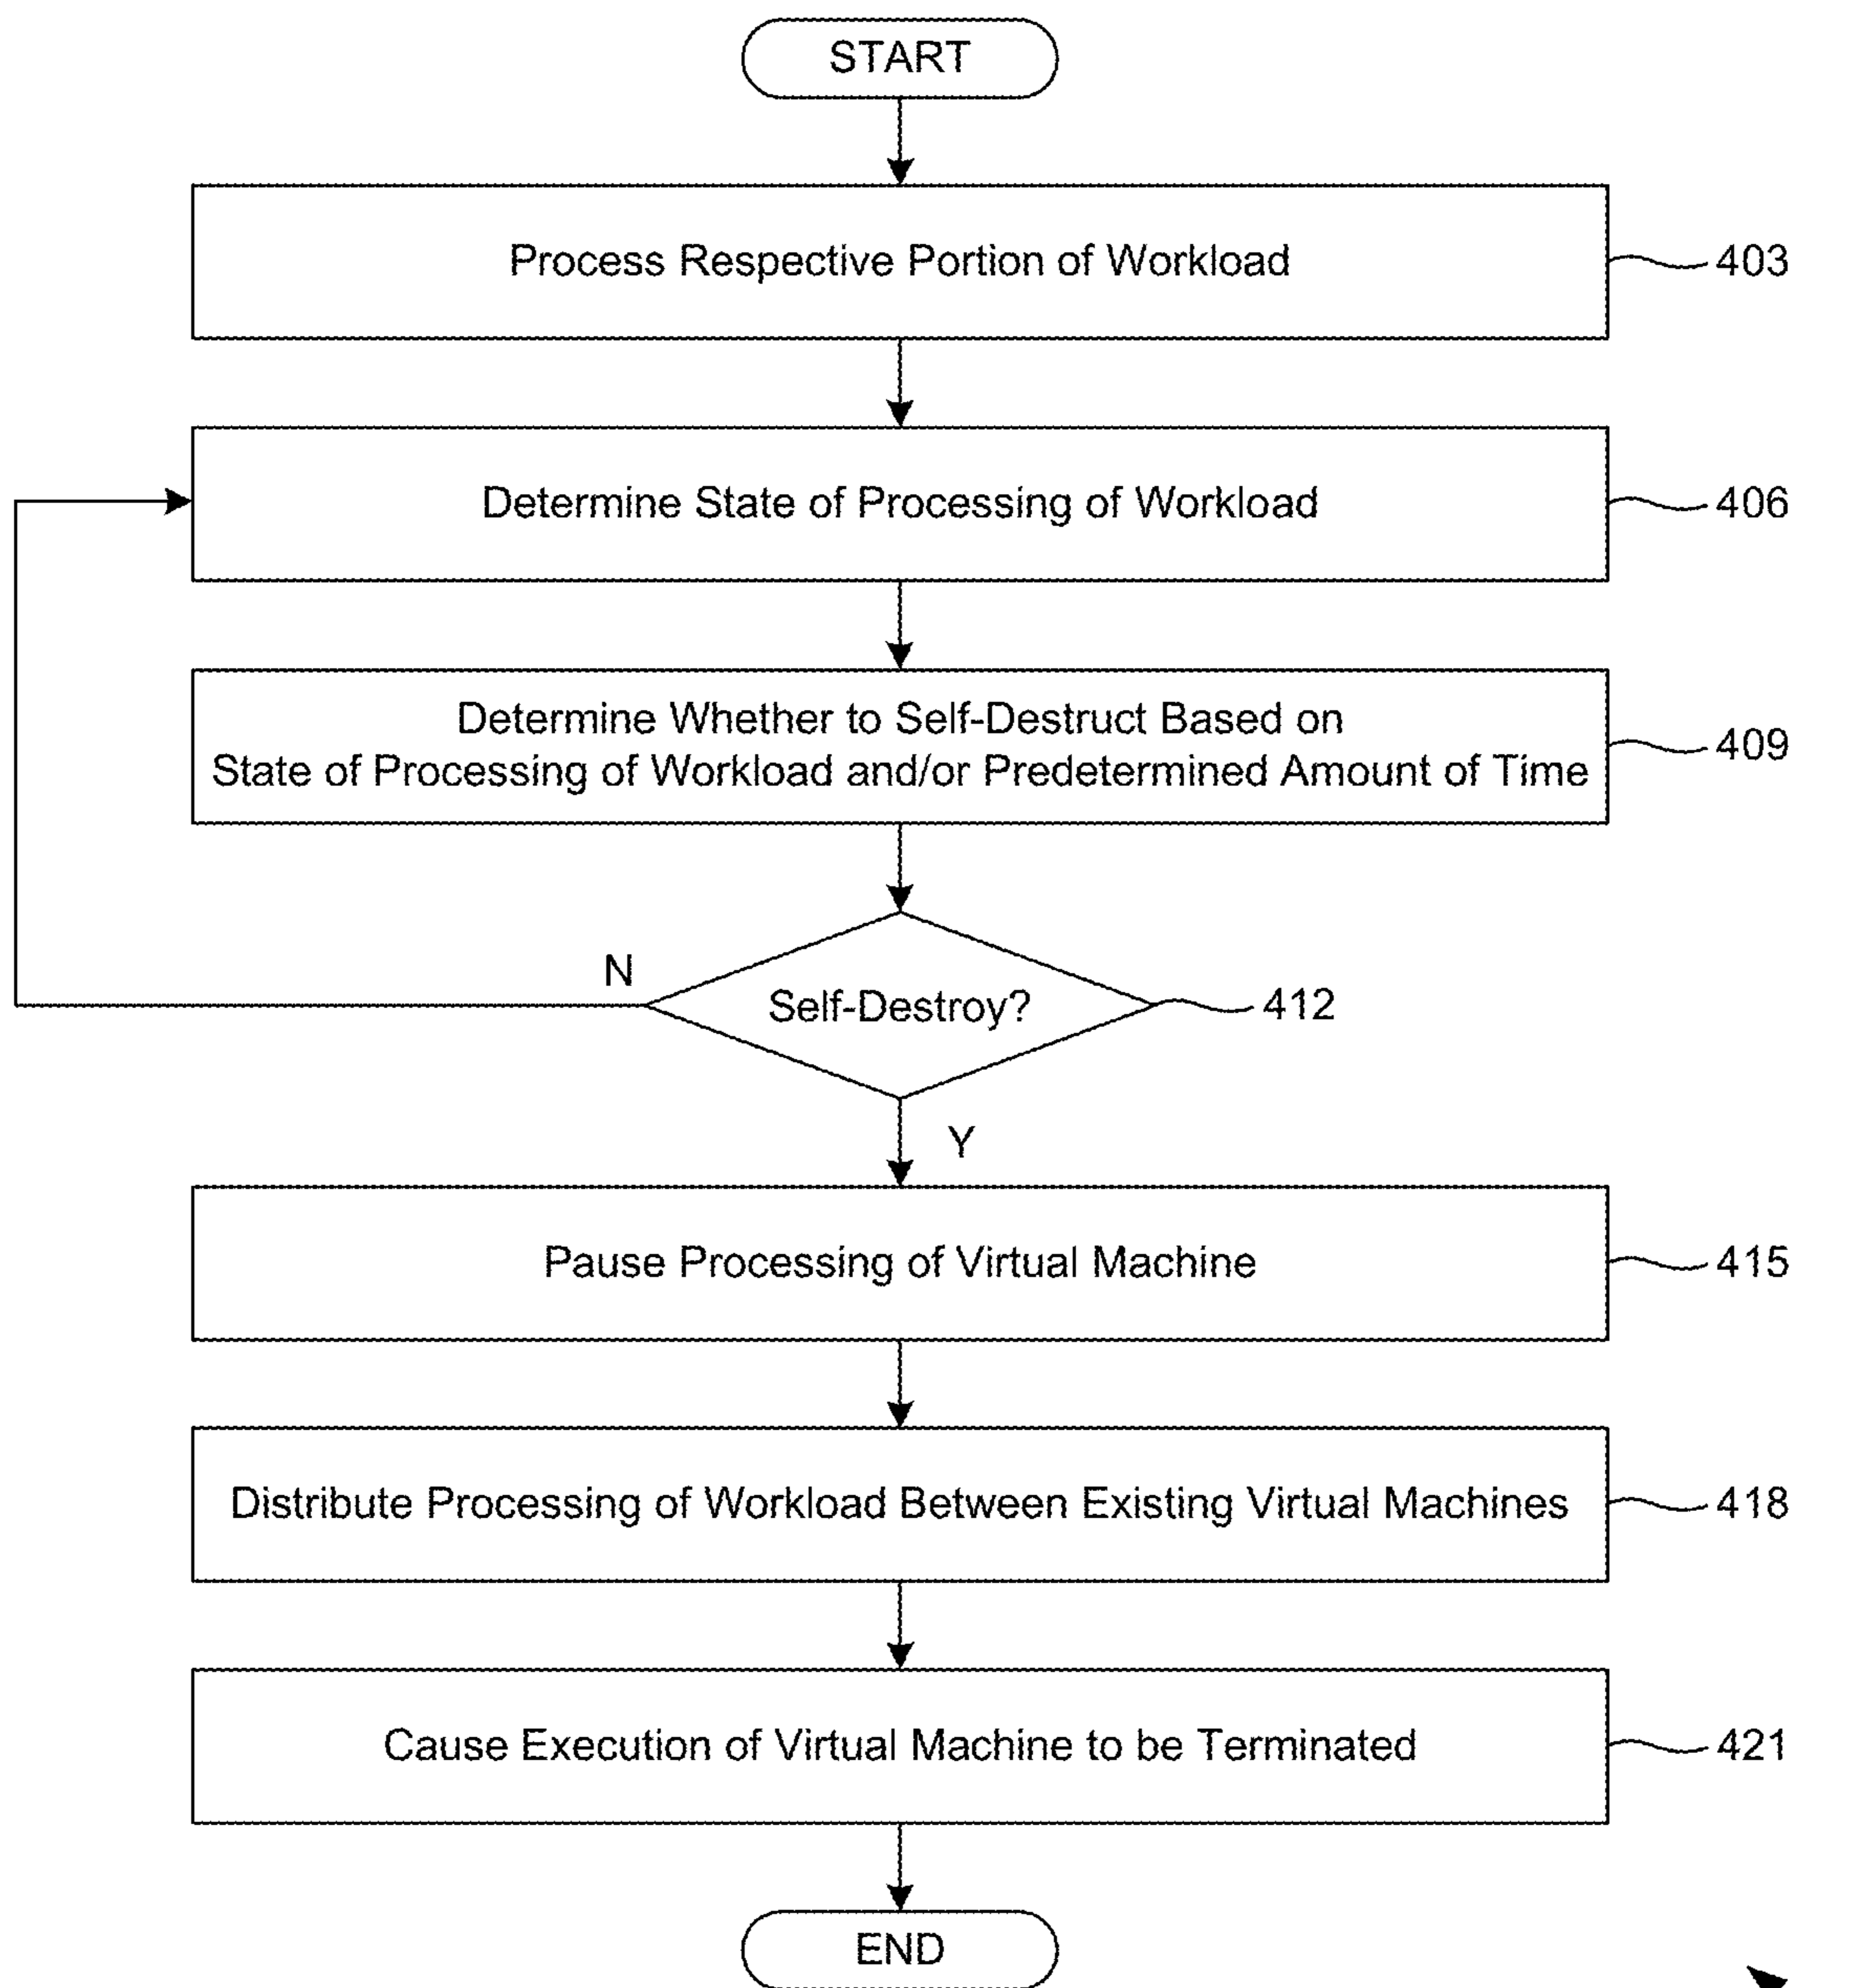 START
Process Respective Portion of Workload
403
Determine State of Processing of Workload
406
Determine Whether to Self-Destruct Based on
State of Processing of Workload and/or Predetermined Amount of Time
409
N
Self-Destroy?
412
Y
Pause Processing of Virtual Machine
415
Distribute Processing of Workload Between Existing Virtual Machines
418
Cause Execution of Virtual Machine to be Terminated
421
END